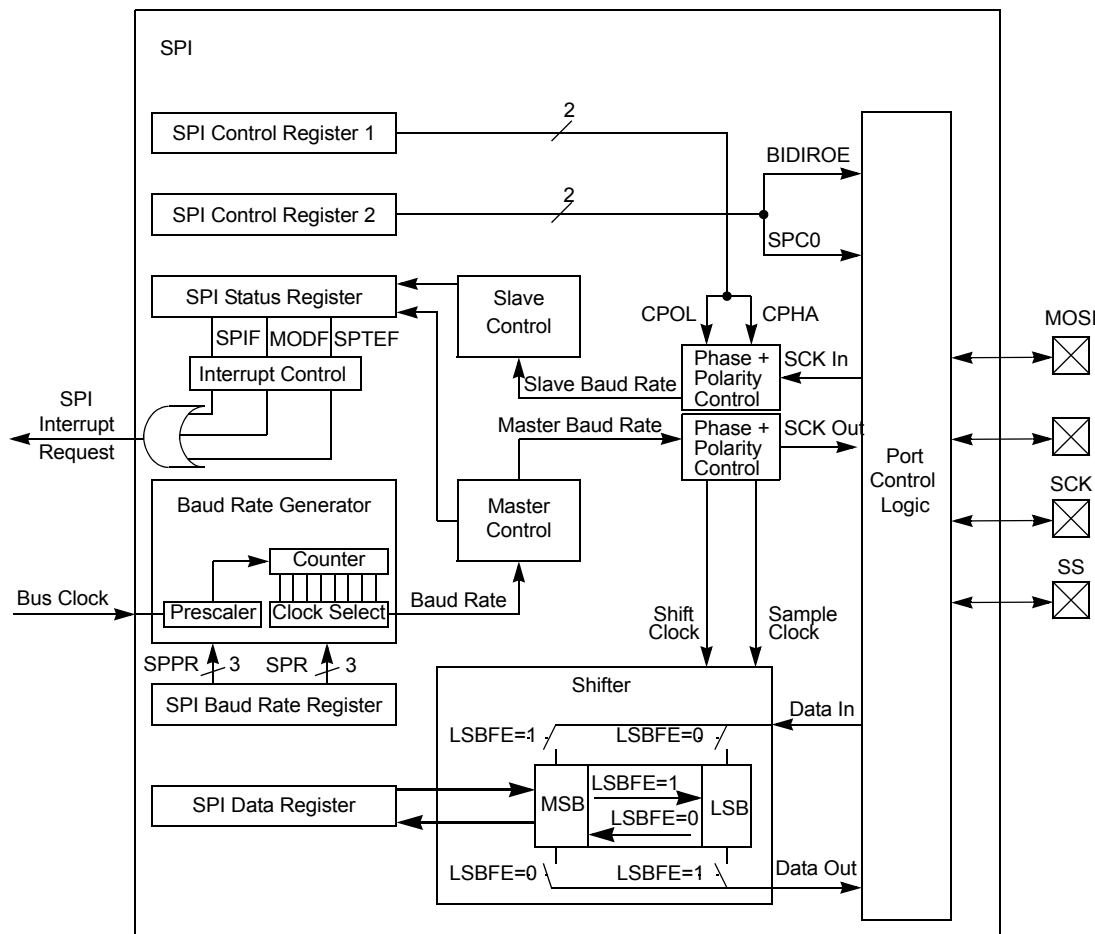 SPI
SPI Control Register 1
2
BIDIROE
SPI Control Register 2
2
SPC0
SPI Status Register
Slave
Control
CPOL
CPHA
MOSI
SPIF
MODF
SPTEF
Phase +
Polarity
Control
SCK In
Interrupt Control
Slave Baud Rate
SPI
Interrupt
Request
Master Baud Rate
Phase +
Polarity
Control
SCK Out
Port
Control
Logic
Baud Rate Generator
Master
Control
SCK
Counter
SS
Bus Clock
Prescaler
Clock Select
Baud Rate
Shift
Clock
Sample
Clock
SPPR
3
SPR
3
SPI Baud Rate Register
Shifter
Data In
LSBFE=1
LSBFE=0
SPI Data Register
MSB
LSBFE=1
LSBFE=0
LSB
LSBFE=0
LSBFE=1
Data Out